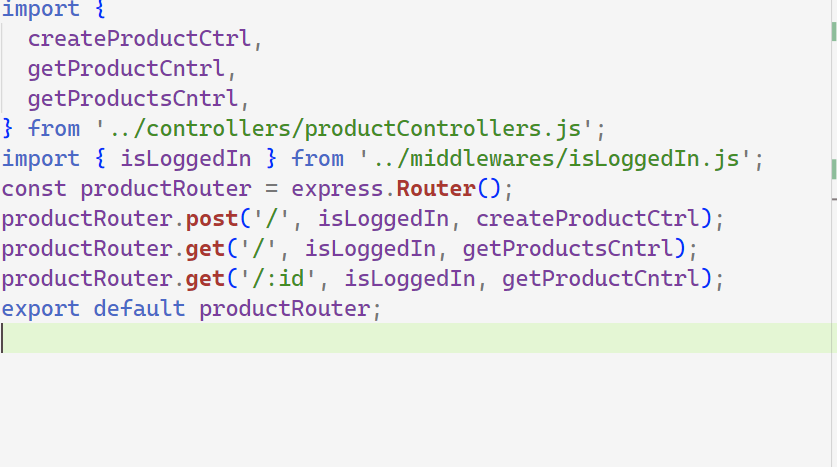 import {
  createProductCtrl,
  getProductCntrl,
  getProductsCntrl,
} from '../controllers/productControllers.js';
import { isLoggedIn } from '../middlewares/isLoggedIn.js';
const productRouter = express.Router();
productRouter.post('/', isLoggedIn, createProductCtrl);
productRouter.get('/', isLoggedIn, getProductsCntrl);
productRouter.get('/:id', isLoggedIn, getProductCntrl);
export default productRouter;